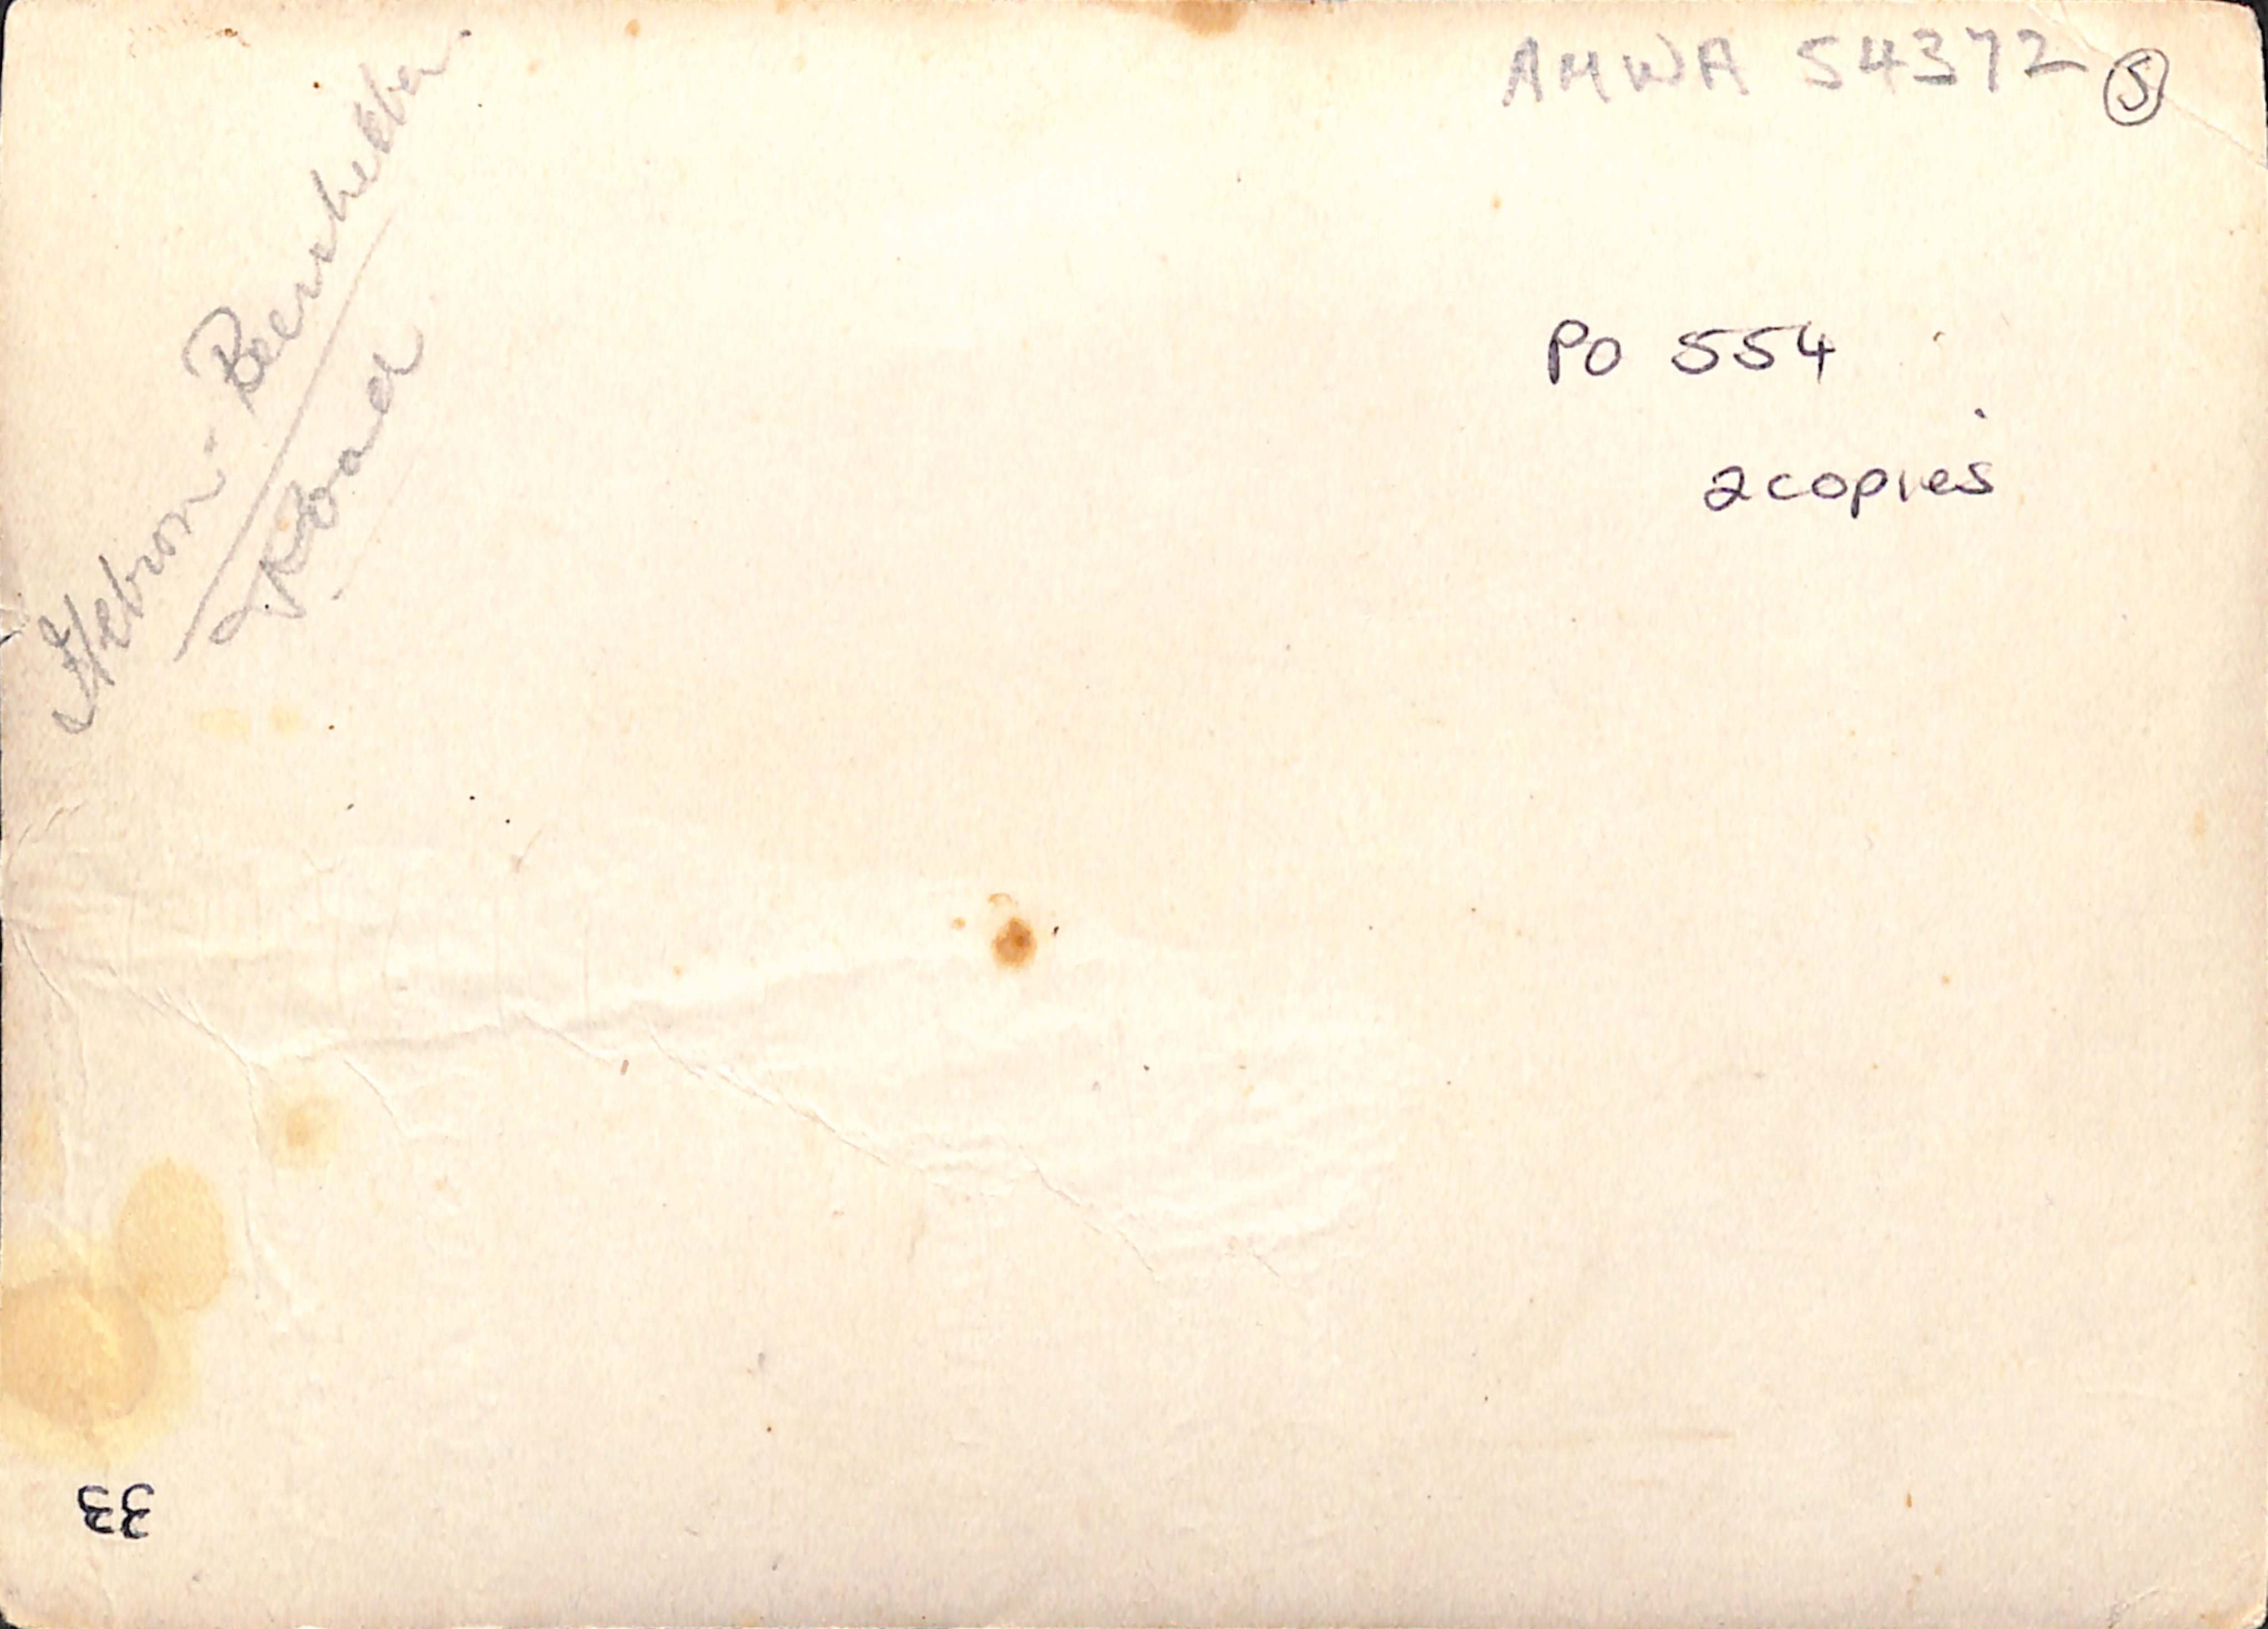 AMWA 54372 (5)
Hebron - Beersheba
Road
PO 554
2 copies
33